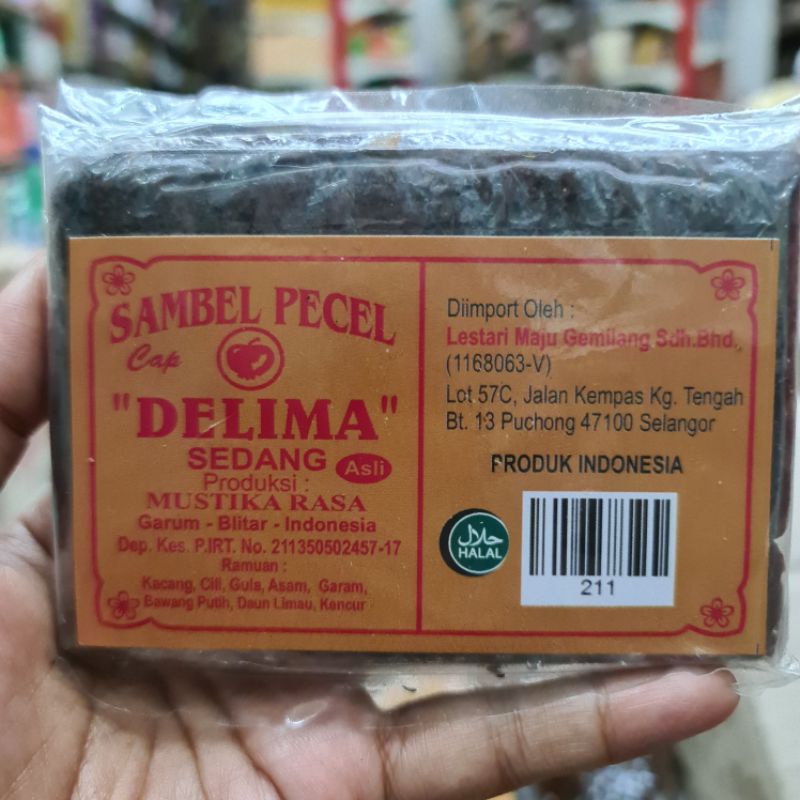 SAMBEL PECEL
Cap
"DELIMA"
SEDANG Asli
Produksi :
MUSTIKA RASA
Garum - Blitar - Indonesia
Dep. Kes. P.IRT. No. 211350502457-17
Ramuan :
Kacang, Cili, Gula, Asam, Garam,
Bawang Putih, Daun Limau, Kencur
Diimport Oleh :
Lestari Maju Gemilang Sdh.Bhd.,
(1168063-V)
Lot 57C, Jalan Kempas Kg. Tengah
Bt. 13 Puchong 47100 Selangor
PRODUK INDONESIA
حلال
HALAL
211